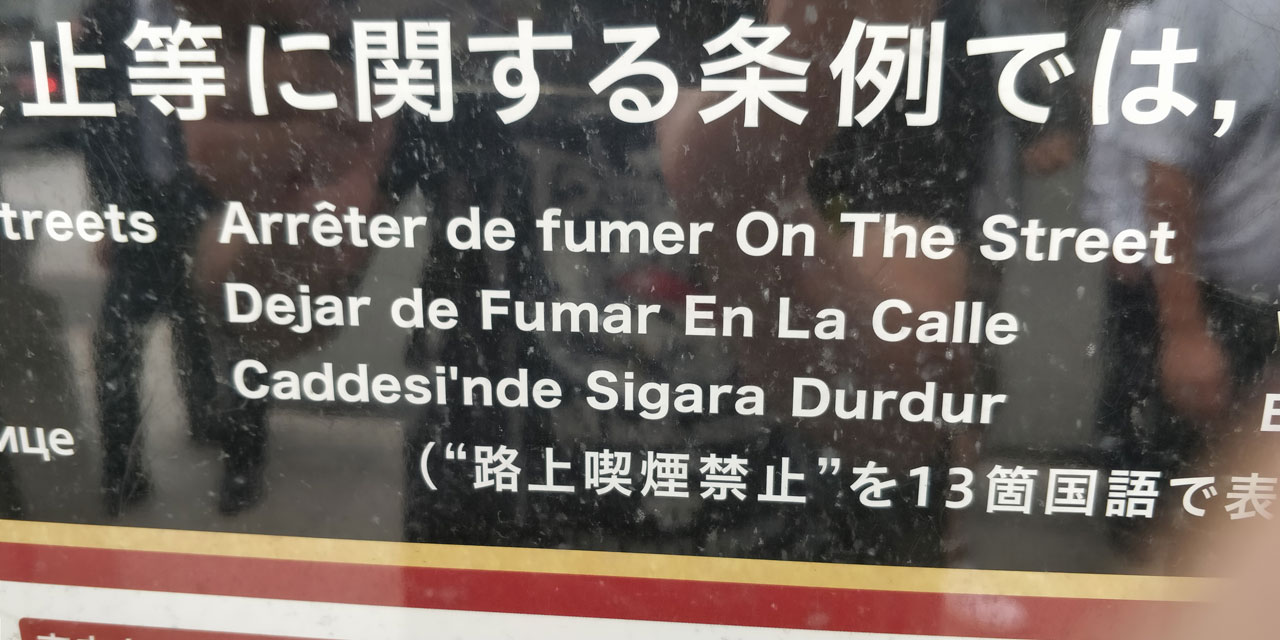 止等に関する条例では,
treets Arrêter de fumer On The Street
Dejar de Fumar En La Calle
Caddesi'nde Sigara Durdur
ице
(“路上喫煙禁止”を13箇国語で表